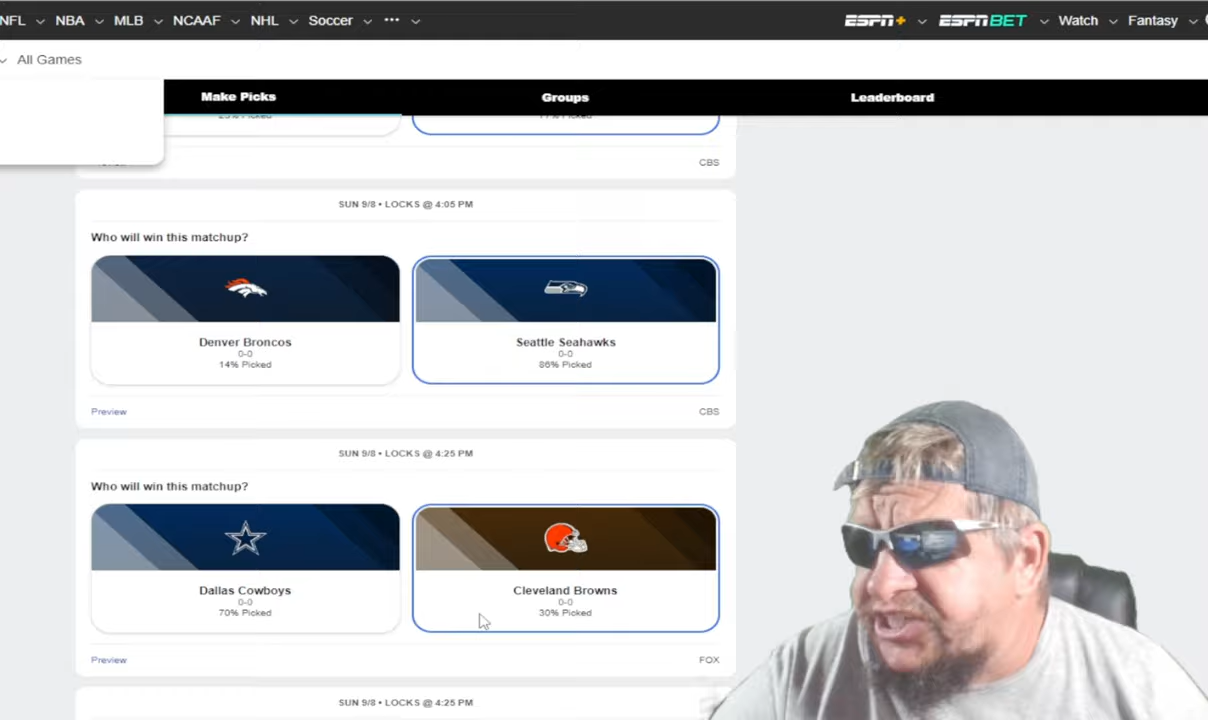 NFL NBA MLB NCAAF NHL Soccer ••• ESPN+ ESPN BET Watch Fantasy
All Games
Make Picks Groups Leaderboard
CBS
SUN 9/8 • LOCKS @ 4:05 PM
Who will win this matchup?
Denver Broncos Seattle Seahawks
0-0 0-0
14% Picked 86% Picked
Preview CBS
SUN 9/8 • LOCKS @ 4:25 PM
Who will win this matchup?
Dallas Cowboys Cleveland Browns
0-0 0-0
70% Picked 30% Picked
Preview FOX
SUN 9/8 • LOCKS @ 4:25 PM